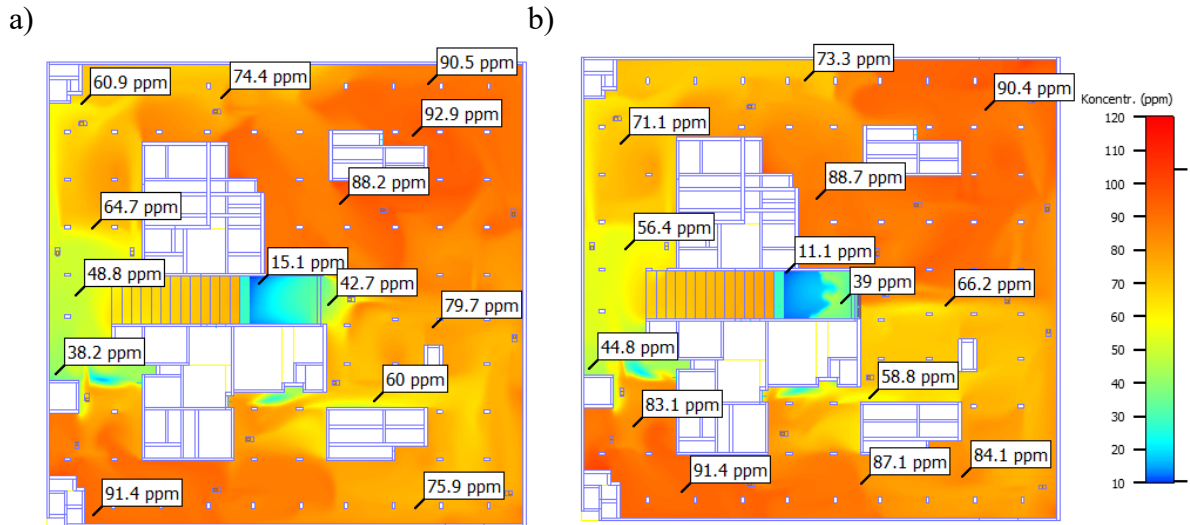 a)
60.9 ppm
74.4 ppm
90.5 ppm
92.9 ppm
88.2 ppm
64.7 ppm
15.1 ppm
48.8 ppm
42.7 ppm
79.7 ppm
38.2 ppm
60 ppm
91.4 ppm
75.9 ppm
b)
73.3 ppm
90.4 ppm
71.1 ppm
88.7 ppm
56.4 ppm
11.1 ppm
39 ppm
66.2 ppm
44.8 ppm
58.8 ppm
83.1 ppm
91.4 ppm
87.1 ppm
84.1 ppm
Koncentr. (ppm)
120
110
100
90
80
70
60
50
40
30
20
10